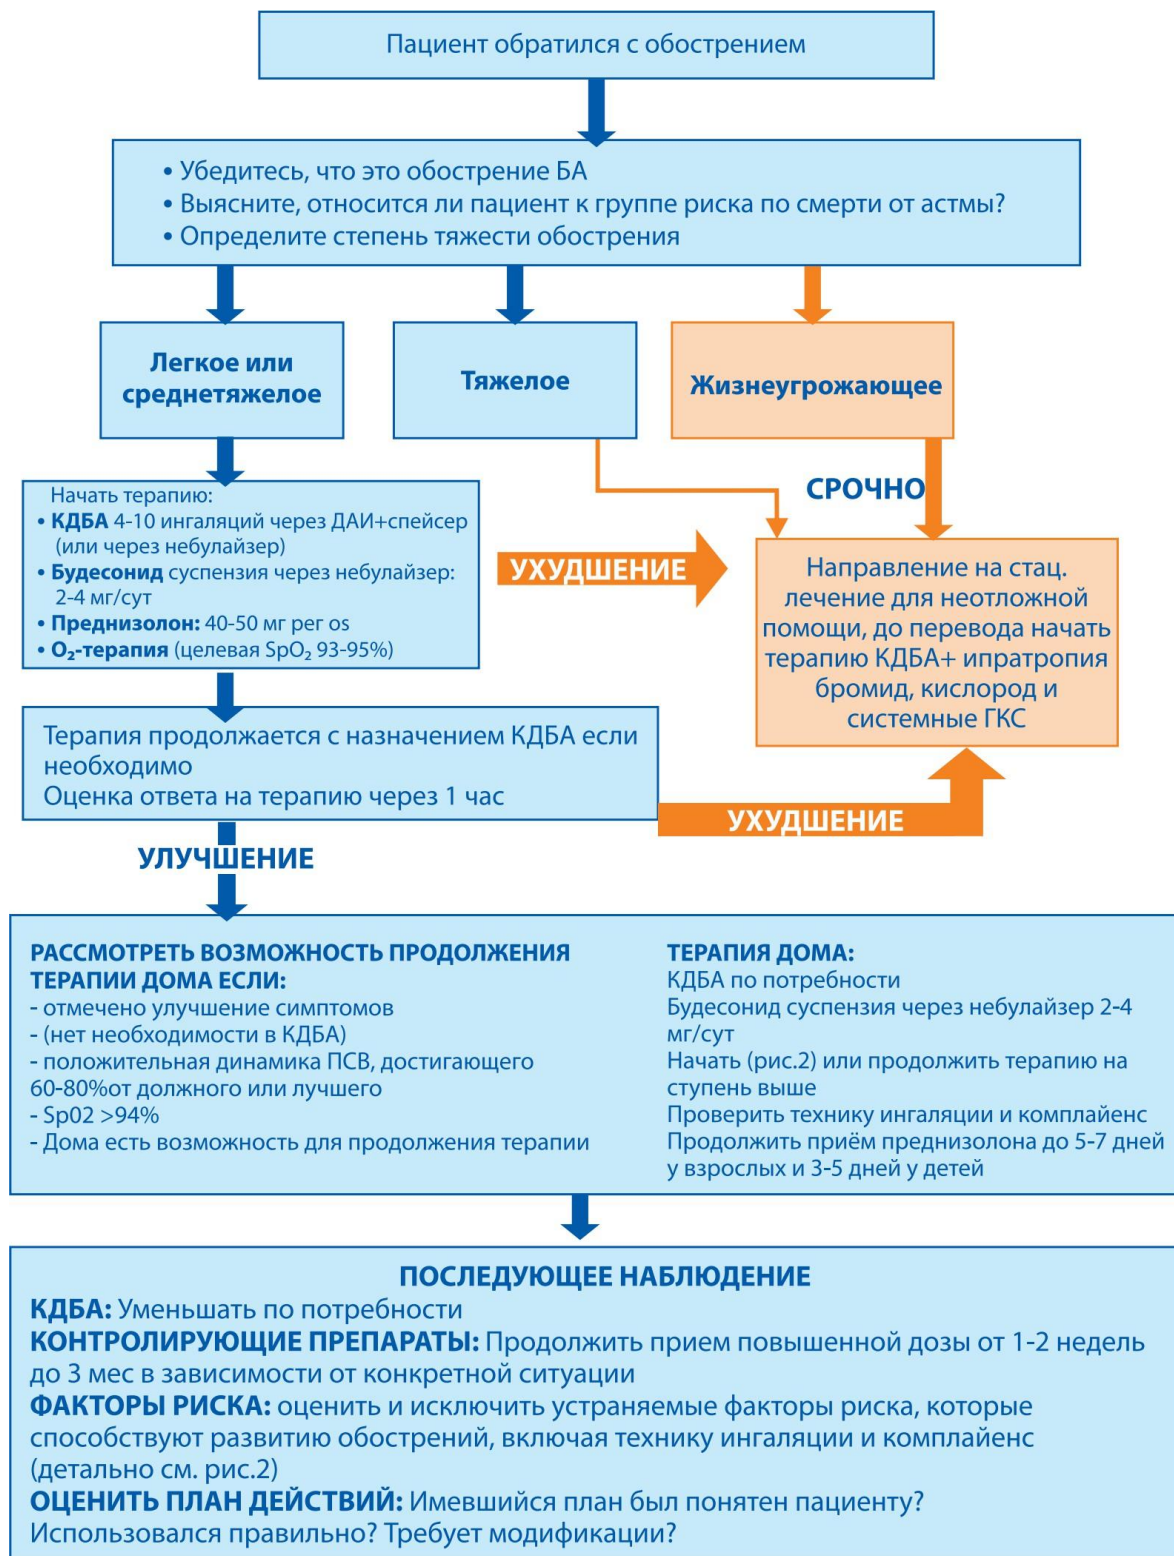 Пациент обратился с обострением
• Убедитесь, что это обострение БА
• Выясните, относится ли пациент к группе риска по смерти от астмы?
• Определите степень тяжести обострения
Легкое или
среднетяжелое
Тяжелое
Жизнеугрожающее
СРОЧНО
Начать терапию:
• КДБА 4-10 ингаляций через ДАИ+спейсер
(или через небулайзер)
• Будесонид суспензия через небулайзер:
2-4 мг/сут
• Преднизолон: 40-50 мг per os
• O₂-терапия (целевая SpO₂ 93-95%)
УХУДШЕНИЕ
Направление на стац.
лечение для неотложной
помощи, до перевода начать
терапию КДБА+ ипратропия
бромид, кислород и
системные ГКС
Терапия продолжается с назначением КДБА если
необходимо
Оценка ответа на терапию через 1 час
УХУДШЕНИЕ
УЛУЧШЕНИЕ
РАССМОТРЕТЬ ВОЗМОЖНОСТЬ ПРОДОЛЖЕНИЯ
ТЕРАПИИ ДОМА ЕСЛИ:
- отмечено улучшение симптомов
- (нет необходимости в КДБА)
- положительная динамика ПСВ, достигающего
60-80%от должного или лучшего
- Sp02 >94%
- Дома есть возможность для продолжения терапии
ТЕРАПИЯ ДОМА:
КДБА по потребности
Будесонид суспензия через небулайзер 2-4
мг/сут
Начать (рис.2) или продолжить терапию на
ступень выше
Проверить технику ингаляции и комплайенс
Продолжить приём преднизолона до 5-7 дней
у взрослых и 3-5 дней у детей
ПОСЛЕДУЮЩЕЕ НАБЛЮДЕНИЕ
КДБА: Уменьшать по потребности
КОНТРОЛИРУЮЩИЕ ПРЕПАРАТЫ: Продолжить прием повышенной дозы от 1-2 недель
до 3 мес в зависимости от конкретной ситуации
ФАКТОРЫ РИСКА: оценить и исключить устраняемые факторы риска, которые
способствуют развитию обострений, включая технику ингаляции и комплайенс
(детально см. рис.2)
ОЦЕНИТЬ ПЛАН ДЕЙСТВИЙ: Имевшийся план был понятен пациенту?
Использовался правильно? Требует модификации?